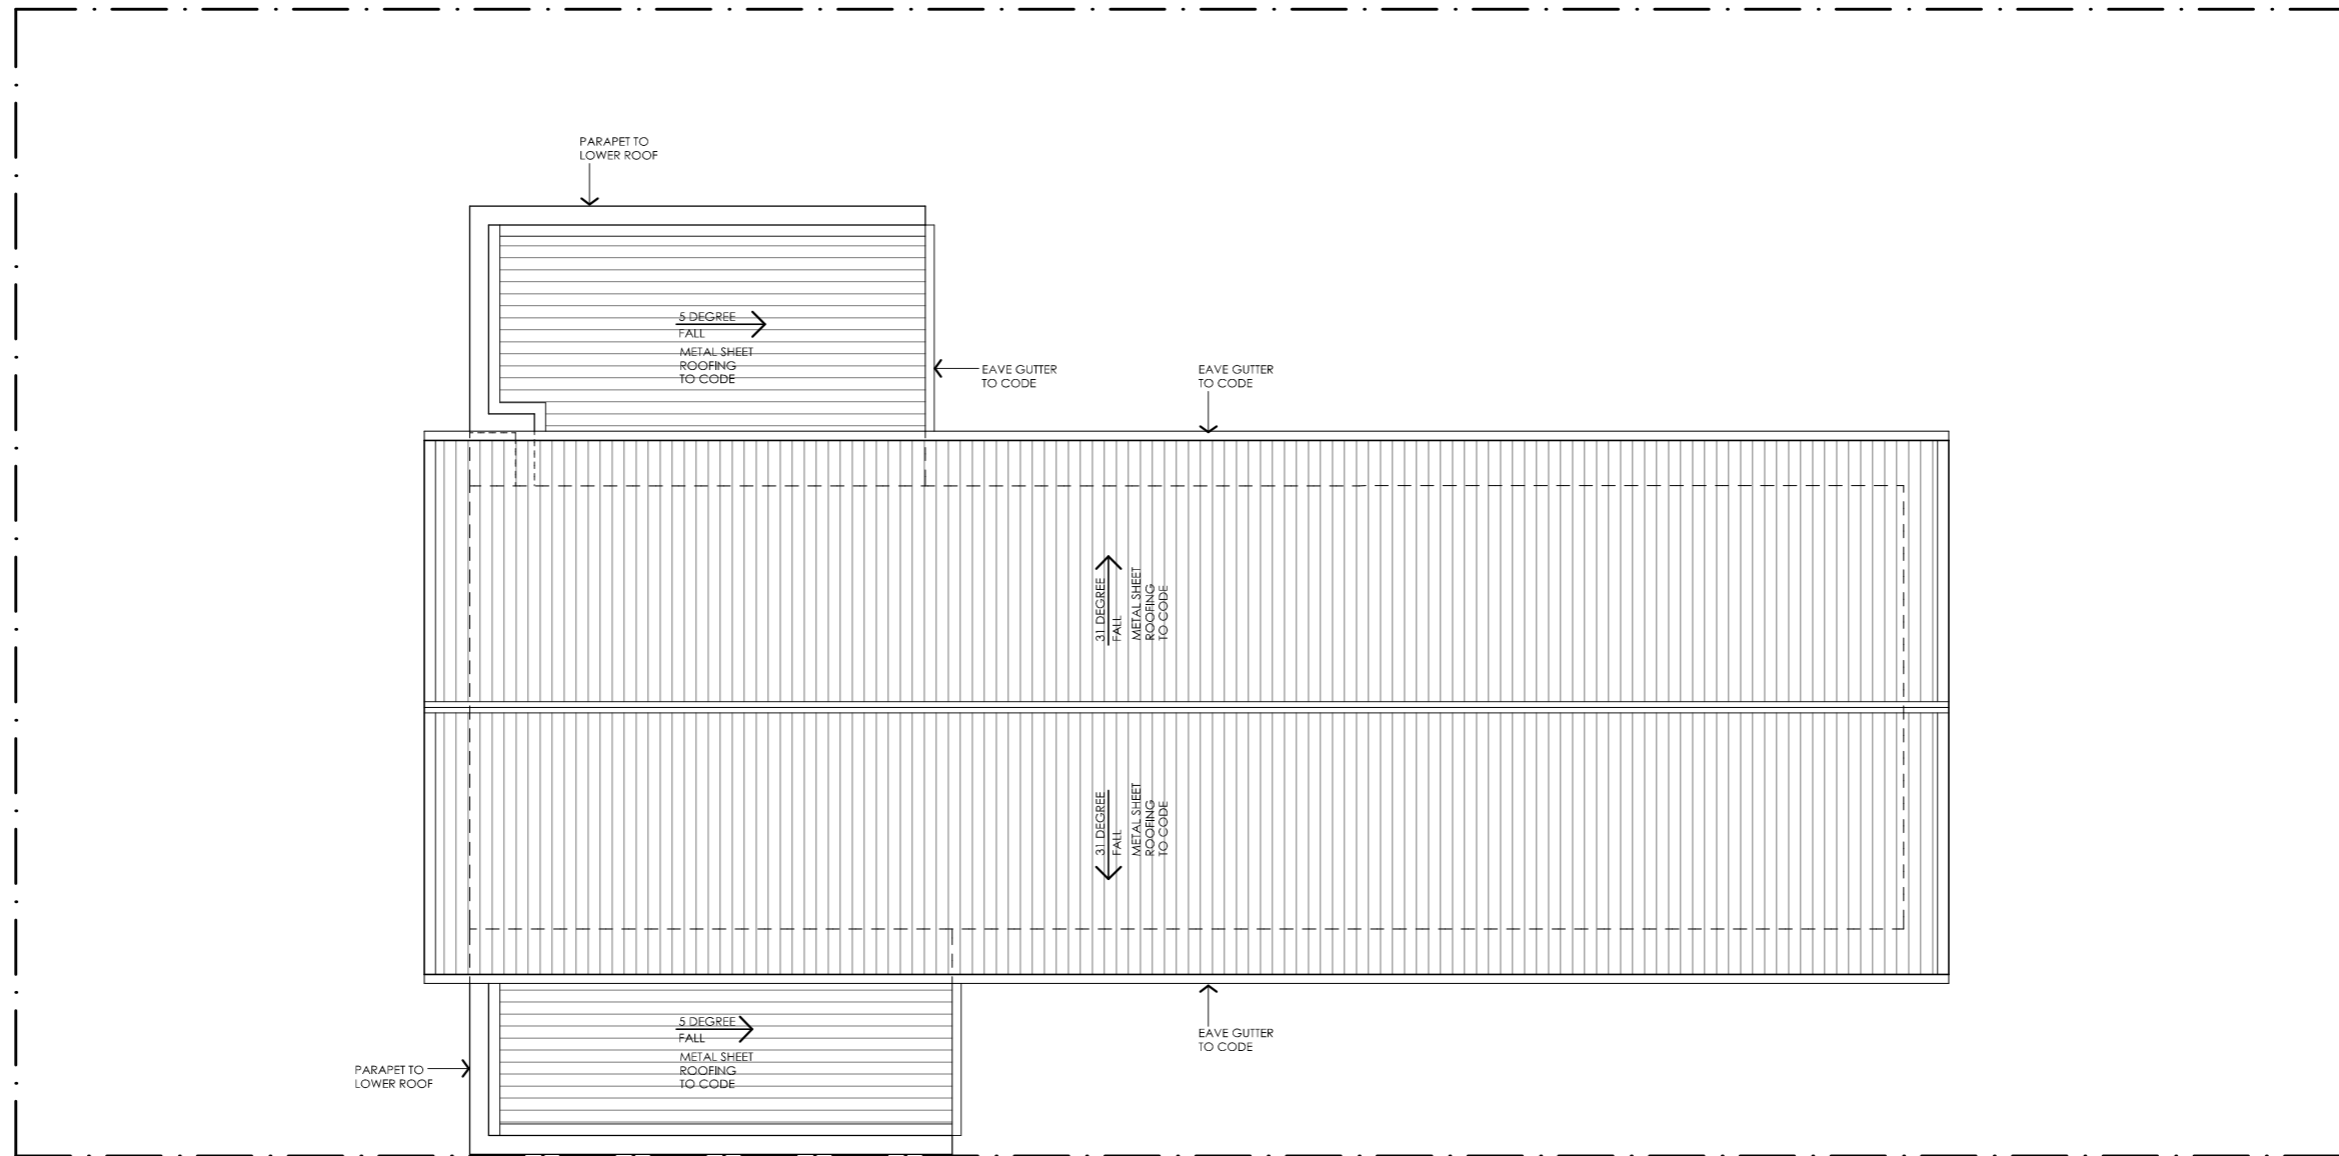 PARAPET TO
LOWER ROOF
5 DEGREE
FALL
METAL SHEET
ROOFING
TO CODE
EAVE GUTTER
TO CODE
EAVE GUTTER
TO CODE
31 DEGREE
FALL
METAL SHEET
ROOFING
TO CODE
31 DEGREE
FALL
METAL SHEET
ROOFING
TO CODE
5 DEGREE
FALL
METAL SHEET
ROOFING
TO CODE
PARAPET TO
LOWER ROOF
EAVE GUTTER
TO CODE